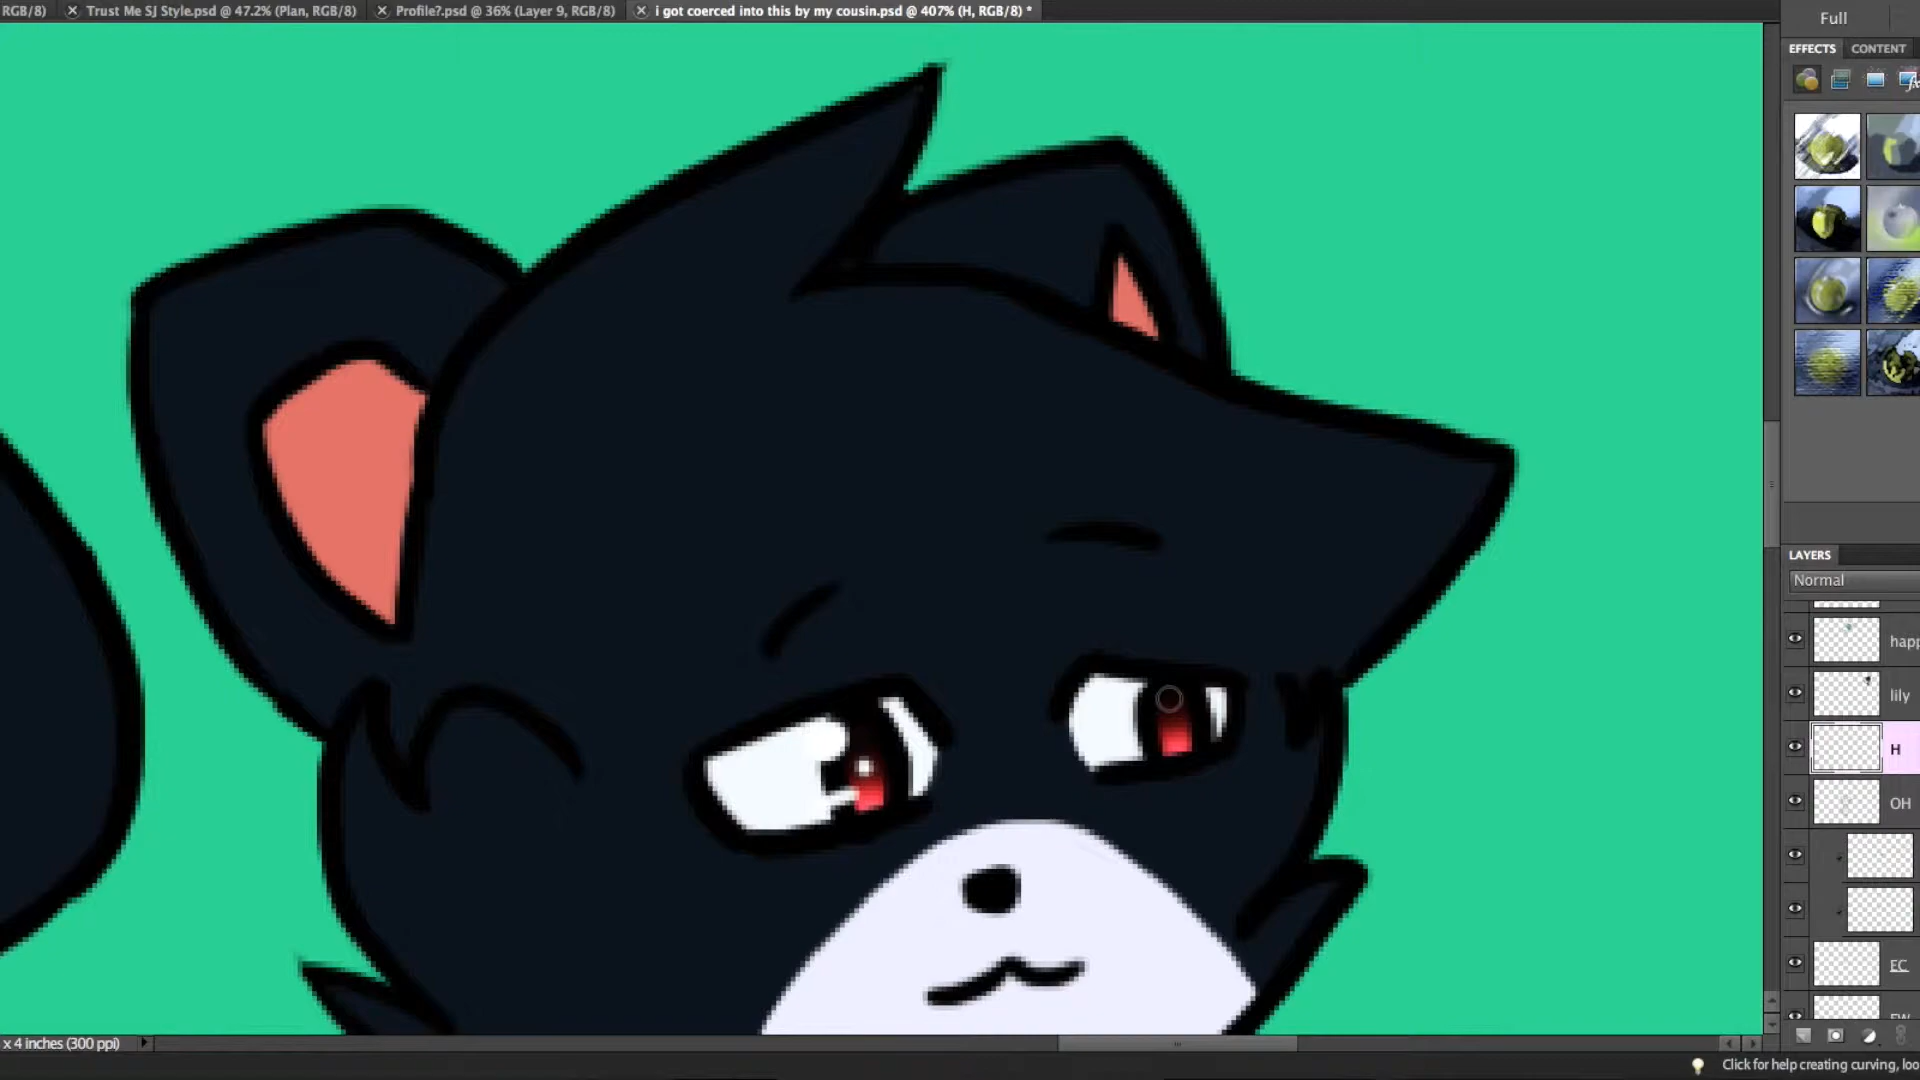 RGB/8)
Trust Me SJ Style.psd @ 47.2% (Plan, RGB/8)
Profile?.psd @ 36% (Layer 9, RGB/8)
i got coerced into this by my cousin.psd @ 407% (H, RGB/8) *
Full
EFFECTS
CONTENT
LAYERS
Normal
happ
lily
H
OH
EC
x 4 inches (300 ppi)
Click for help creating curving, loo